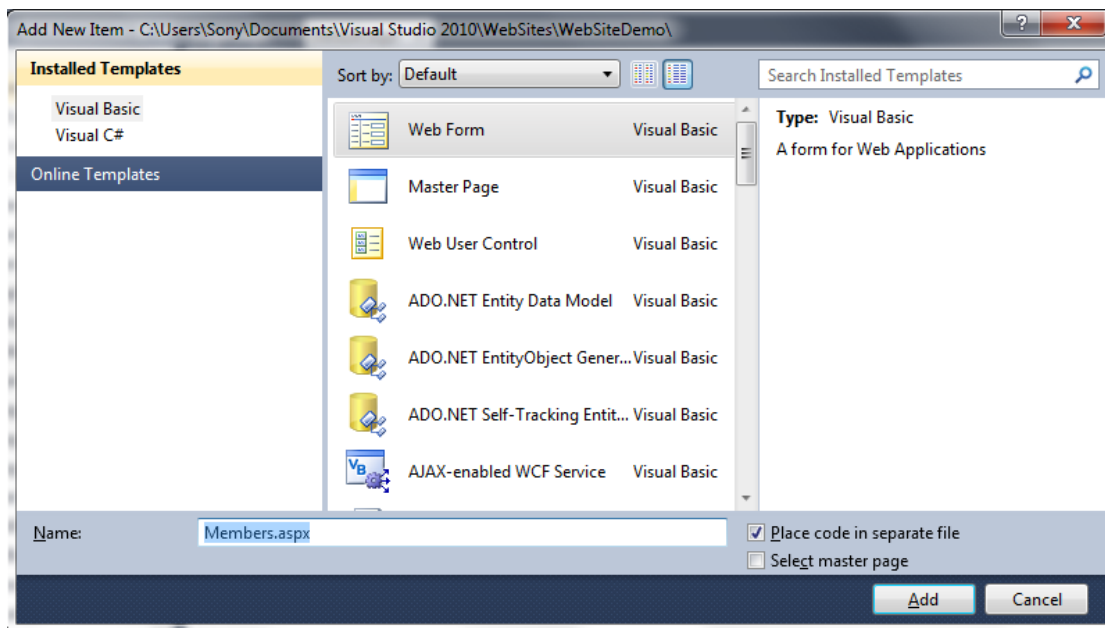 Add New Item - C:\Users\Sony\Documents\Visual Studio 2010\WebSites\WebSiteDemo\
Installed Templates
Visual Basic
Visual C#
Online Templates
Sort by: Default
Search Installed Templates
Web Form Visual Basic
Master Page Visual Basic
Web User Control Visual Basic
ADO.NET Entity Data Model Visual Basic
ADO.NET EntityObject Gener... Visual Basic
ADO.NET Self-Tracking Entit... Visual Basic
AJAX-enabled WCF Service Visual Basic
Type: Visual Basic
A form for Web Applications
Name: Members.aspx
Place code in separate file
Select master page
Add Cancel